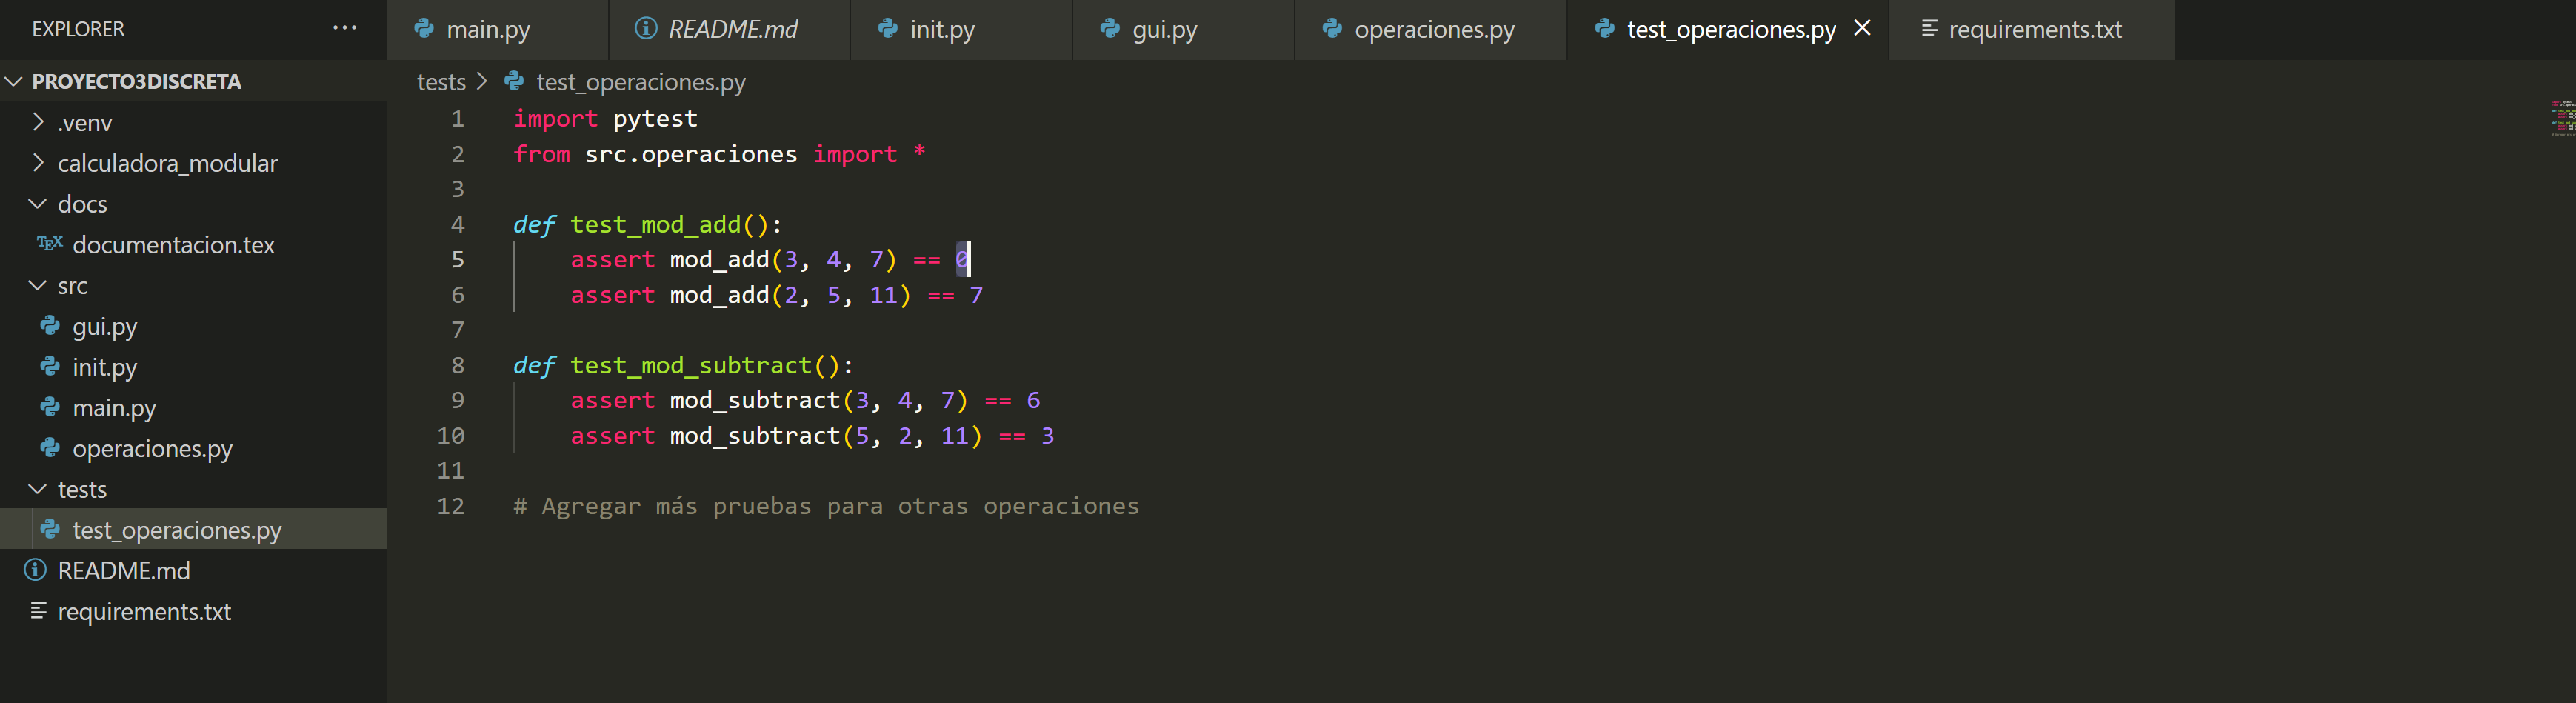 EXPLORER ...
main.py README.md init.py gui.py operaciones.py test_operaciones.py requirements.txt
PROYECTO3DISCRETA
.venv
calculadora_modular
docs
TEX documentacion.tex
src
gui.py
init.py
main.py
operaciones.py
tests
test_operaciones.py
README.md
requirements.txt
tests > test_operaciones.py
1 import pytest
2 from src.operaciones import *
3
4 def test_mod_add():
5 assert mod_add(3, 4, 7) == 0
6 assert mod_add(2, 5, 11) == 7
7
8 def test_mod_subtract():
9 assert mod_subtract(3, 4, 7) == 6
10 assert mod_subtract(5, 2, 11) == 3
11
12 # Agregar más pruebas para otras operaciones